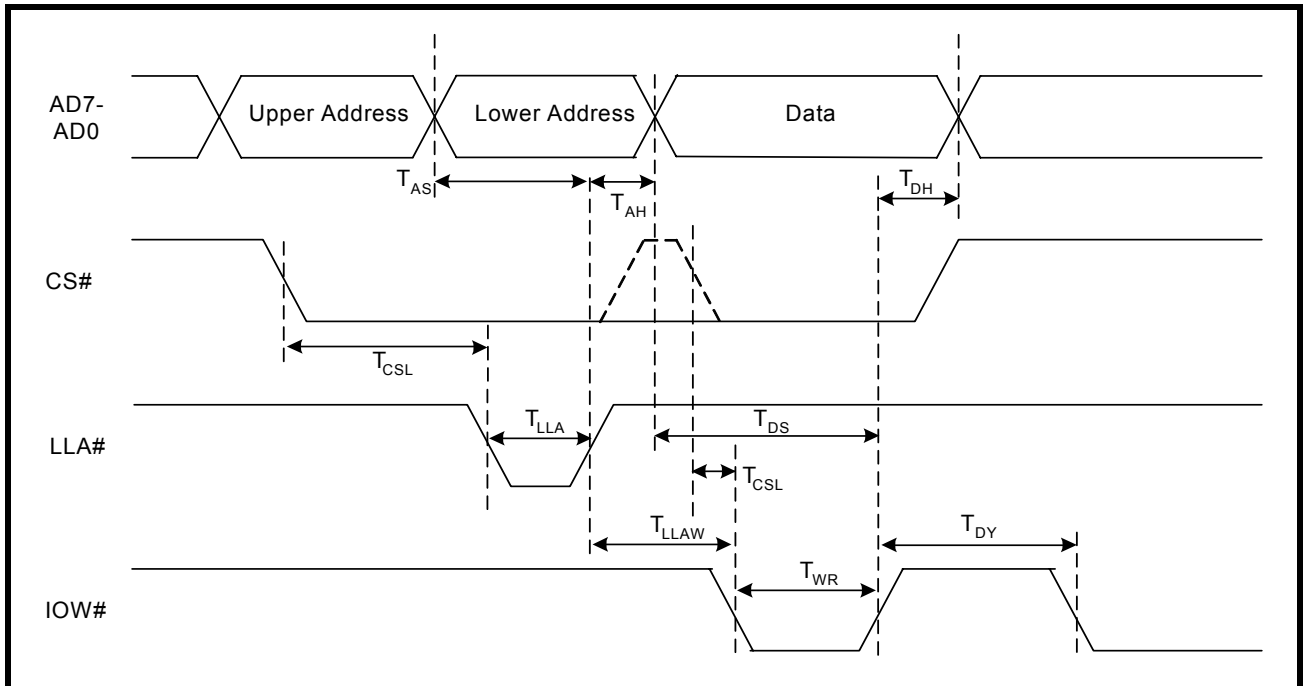 AD7-
AD0
Upper Address
Lower Address
Data
TAS
TAH
TDH
CS#
TCSL
LLA#
TLLA
TDS
TCSL
TLLAW
TDY
TWR
IOW#